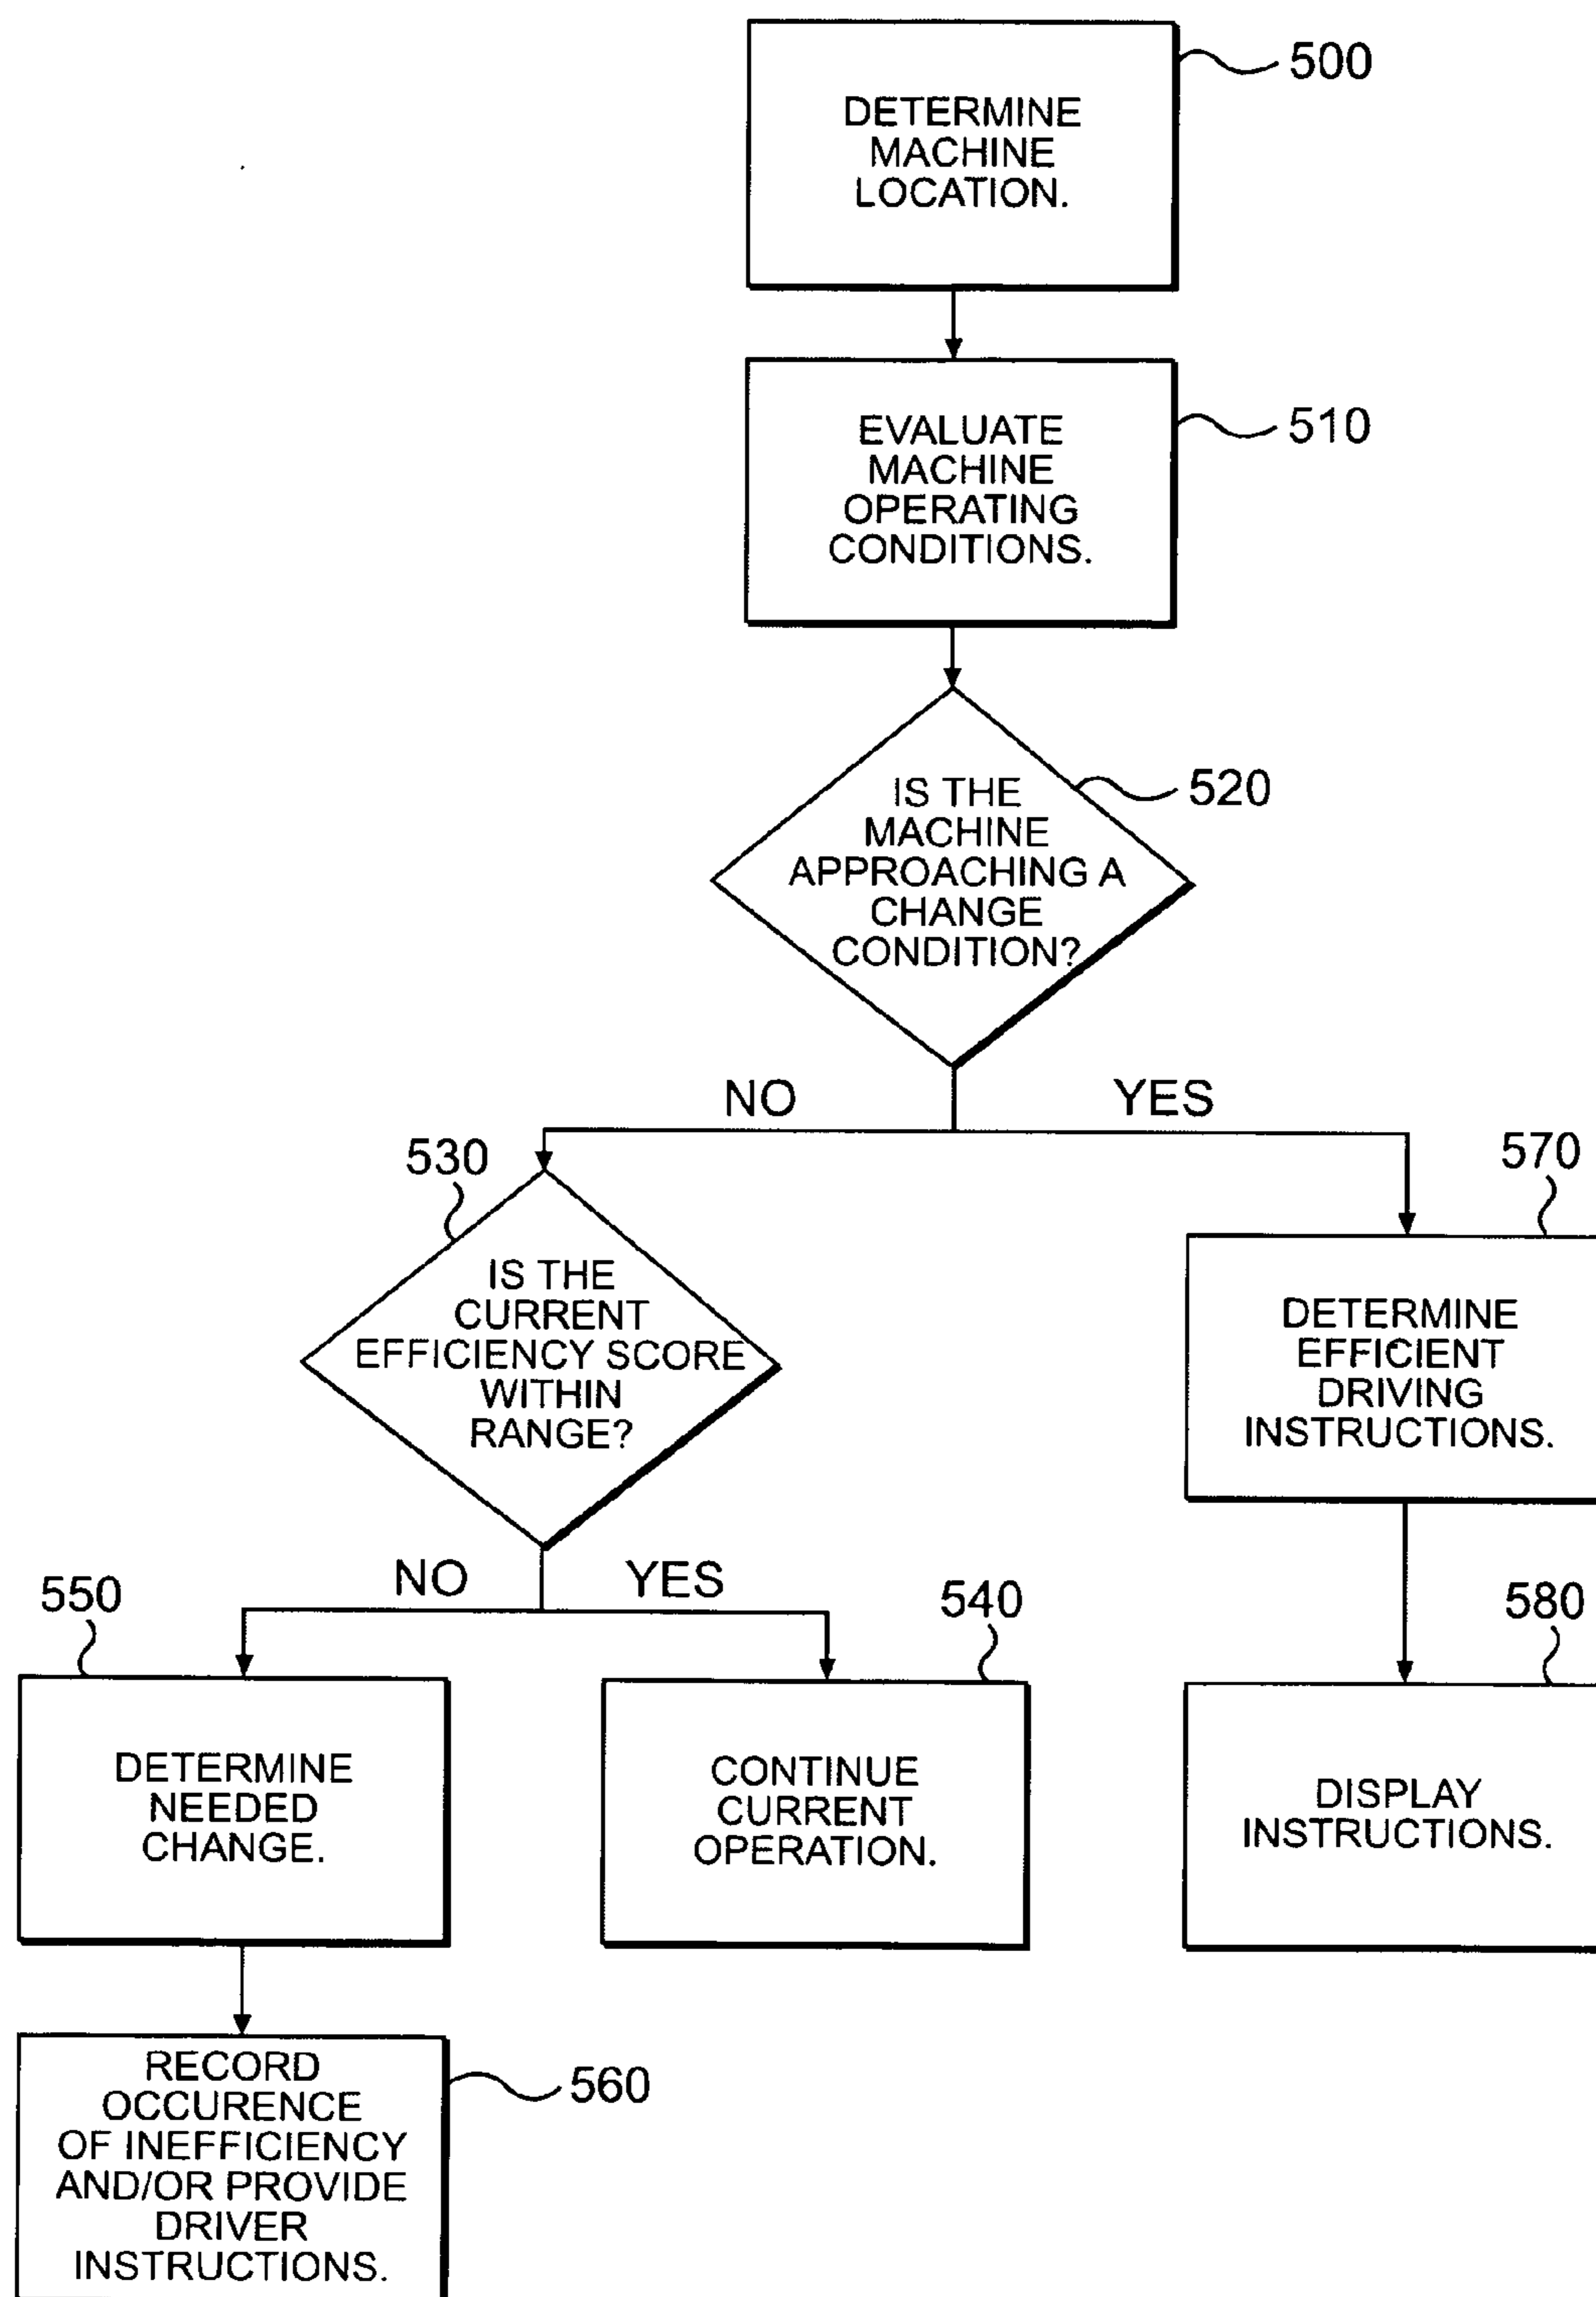 500
DETERMINE
MACHINE
LOCATION.
510
EVALUATE
MACHINE
OPERATING
CONDITIONS.
520
IS THE
MACHINE
APPROACHING A
CHANGE
CONDITION?
NO
YES
530
IS THE
CURRENT
EFFICIENCY SCORE
WITHIN
RANGE?
570
DETERMINE
EFFICIENT
DRIVING
INSTRUCTIONS.
NO
YES
550
DETERMINE
NEEDED
CHANGE.
540
CONTINUE
CURRENT
OPERATION.
580
DISPLAY
INSTRUCTIONS.
560
RECORD
OCCURENCE
OF INEFFICIENCY
AND/OR PROVIDE
DRIVER
INSTRUCTIONS.